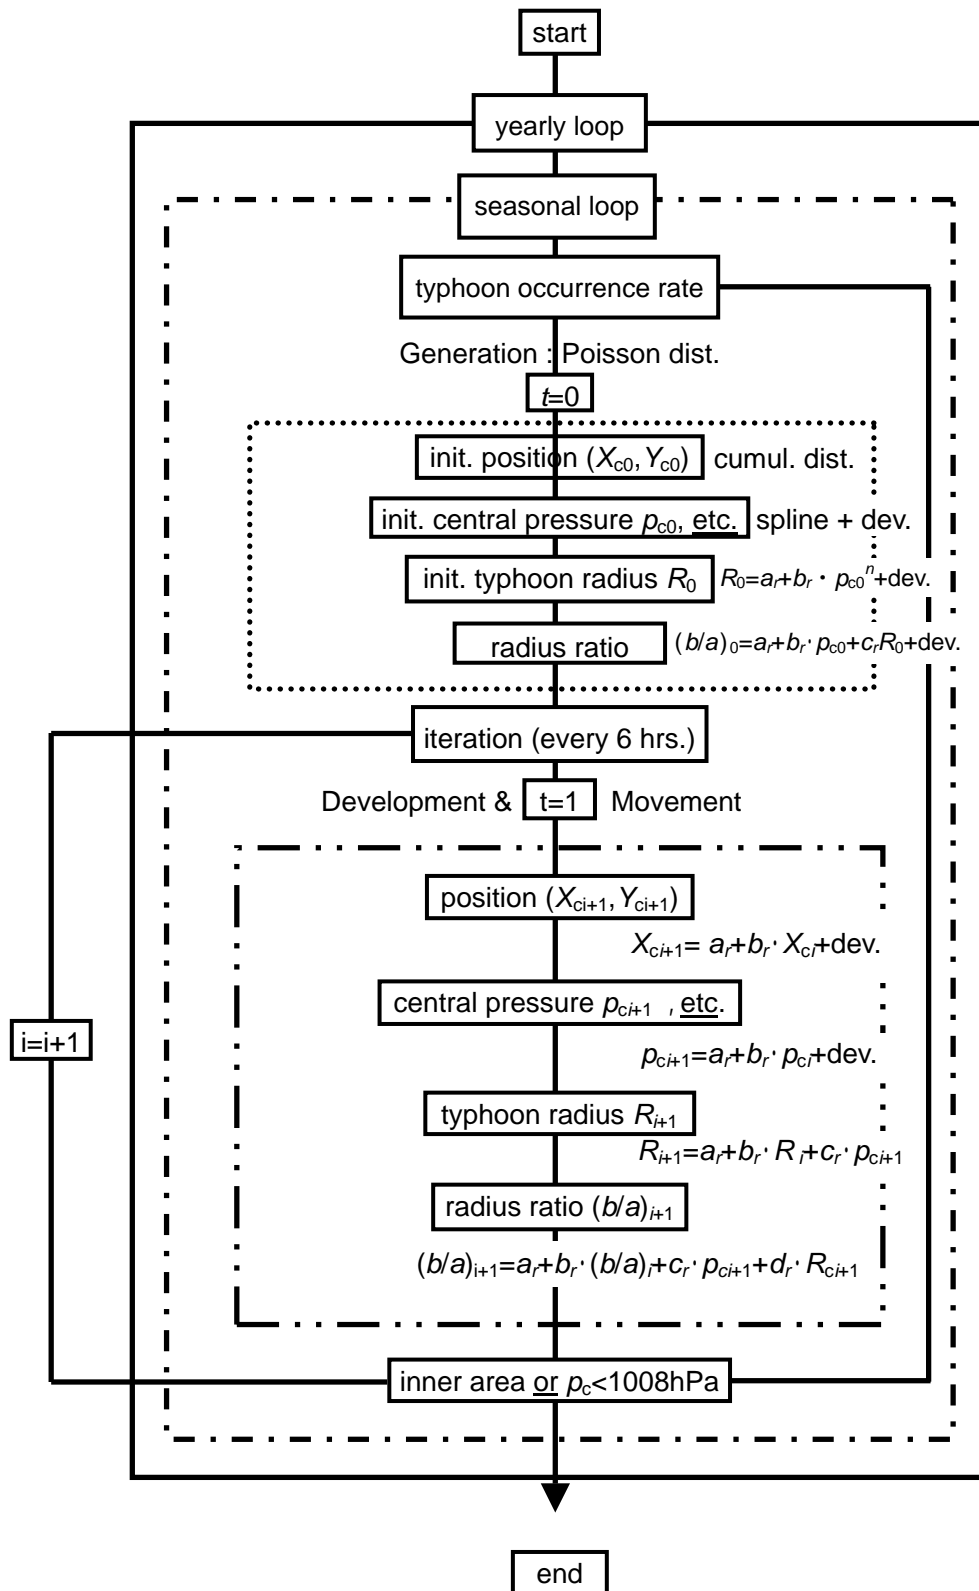 start
yearly loop
seasonal loop
typhoon occurrence rate
Generation : Poisson dist.
t=0
init. position (Xc0, Yc0) cumul. dist.
init. central pressure pc0, etc. spline + dev.
init. typhoon radius R0 R0=ar+br · pc0^n+dev.
radius ratio (b/a)0=ar+br· pc0+crR0+dev.
iteration (every 6 hrs.)
Development & t=1 Movement
position (Xci+1, Yci+1)
Xci+1= ar+br· Xci+dev.
central pressure pci+1 , etc.
i=i+1
pci+1=ar+br· pci+dev.
typhoon radius Ri+1
Ri+1=ar+br· Ri+cr· pci+1
radius ratio (b/a)i+1
(b/a)i+1=ar+br· (b/a)i+cr· pci+1+dr· Rci+1
inner area or pc<1008hPa
end